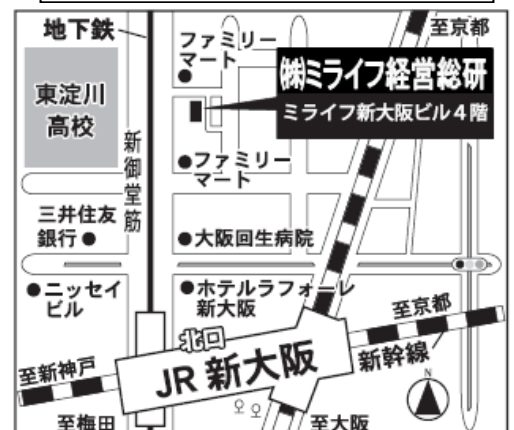 地下鉄
至京都
ファミリー
マート
㈱ミライフ経営総研
ミライフ新大阪ビル4階
東淀川
高校
新御堂筋
ファミリー
マート
三井住友
銀行
大阪回生病院
ニッセイ
ビル
ホテルラフォーレ
新大阪
至京都
北口
JR 新大阪
新幹線
至新神戸
N
至梅田
至大阪